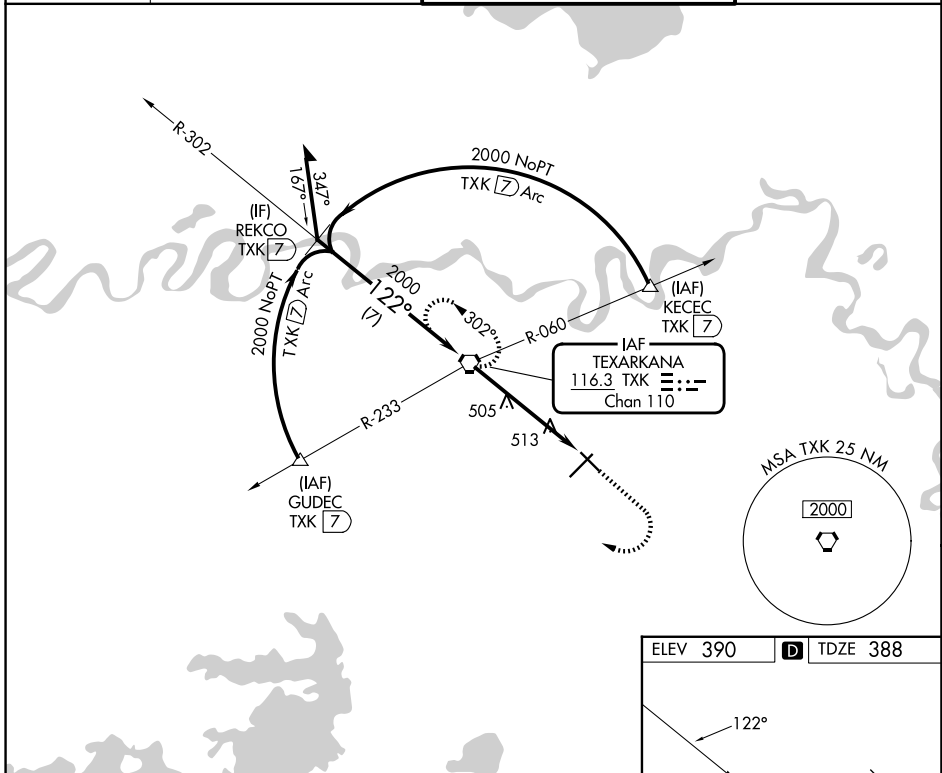 R-302
347°
167°
(IF)
REKCO
TXK 7
2000 NoPT
TXK 7 Arc
2000 NoPT
TXK 7 Arc
2000
122°
(7)
302°
R-060
(IAF)
KECEC
TXK 7
IAF
TEXARKANA
116.3 TXK
Chan 110
R-233
505
513
(IAF)
GUDEC
TXK 7
MSA TXK 25 NM
2000
ELEV 390 D TDZE 388
122°